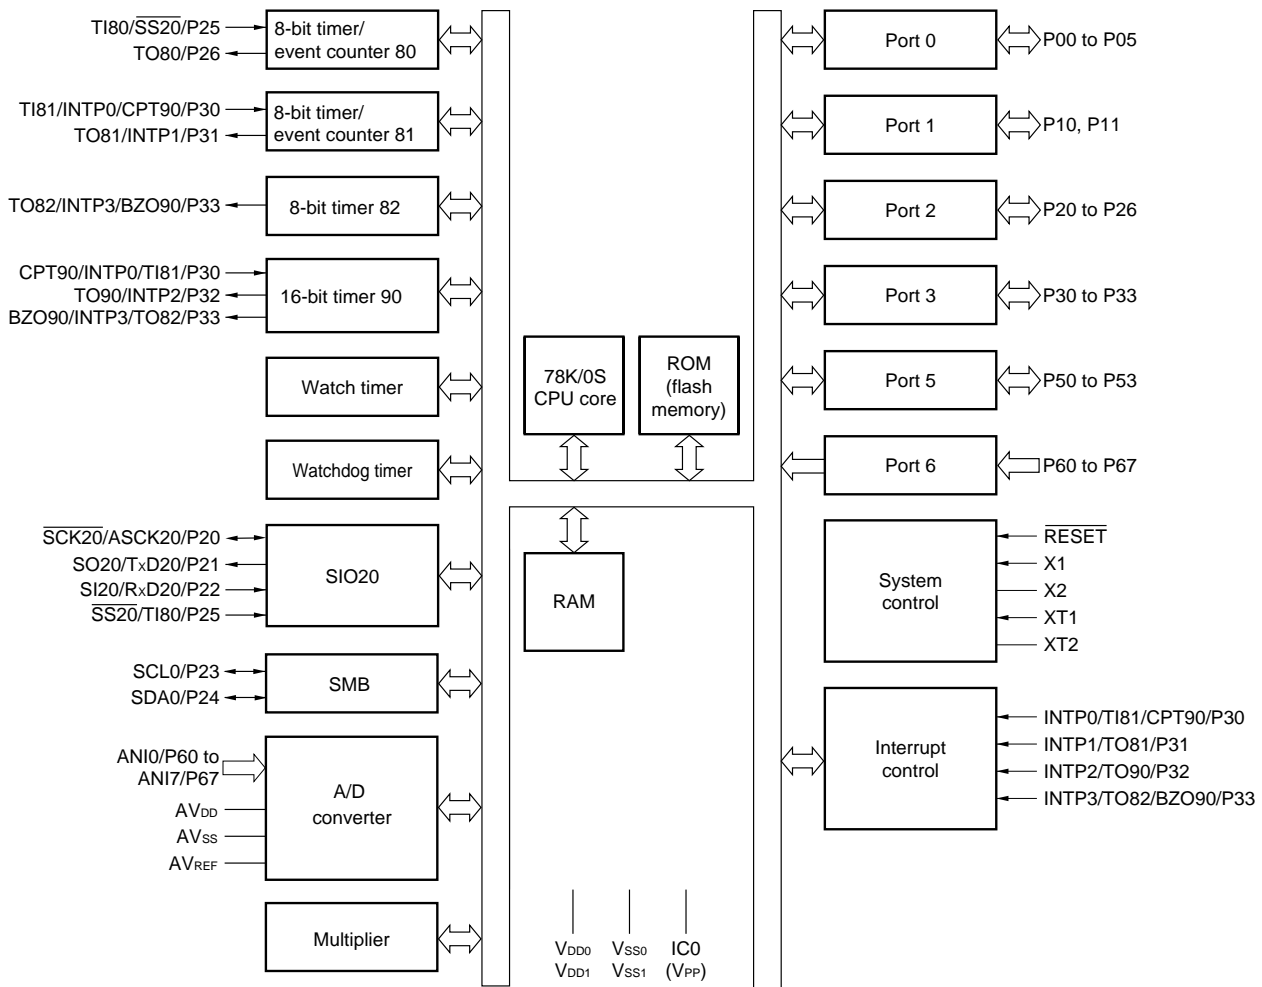 TI80/SS20/P25
TO80/P26
8-bit timer/
event counter 80
TI81/INTP0/CPT90/P30
TO81/INTP1/P31
8-bit timer/
event counter 81
TO82/INTP3/BZO90/P33
8-bit timer 82
CPT90/INTP0/TI81/P30
TO90/INTP2/P32
BZO90/INTP3/TO82/P33
16-bit timer 90
Watch timer
Watchdog timer
SCK20/ASCK20/P20
SO20/TxD20/P21
SI20/RxD20/P22
SS20/TI80/P25
SIO20
SCL0/P23
SDA0/P24
SMB
ANI0/P60 to
ANI7/P67
AVDD
AVSS
AVREF
A/D
converter
Multiplier
78K/0S
CPU core
ROM
(flash
memory)
RAM
VDD0
VDD1
VSS0
VSS1
IC0
(VPP)
Port 0
P00 to P05
Port 1
P10, P11
Port 2
P20 to P26
Port 3
P30 to P33
Port 5
P50 to P53
Port 6
P60 to P67
System
control
RESET
X1
X2
XT1
XT2
Interrupt
control
INTP0/TI81/CPT90/P30
INTP1/TO81/P31
INTP2/TO90/P32
INTP3/TO82/BZO90/P33